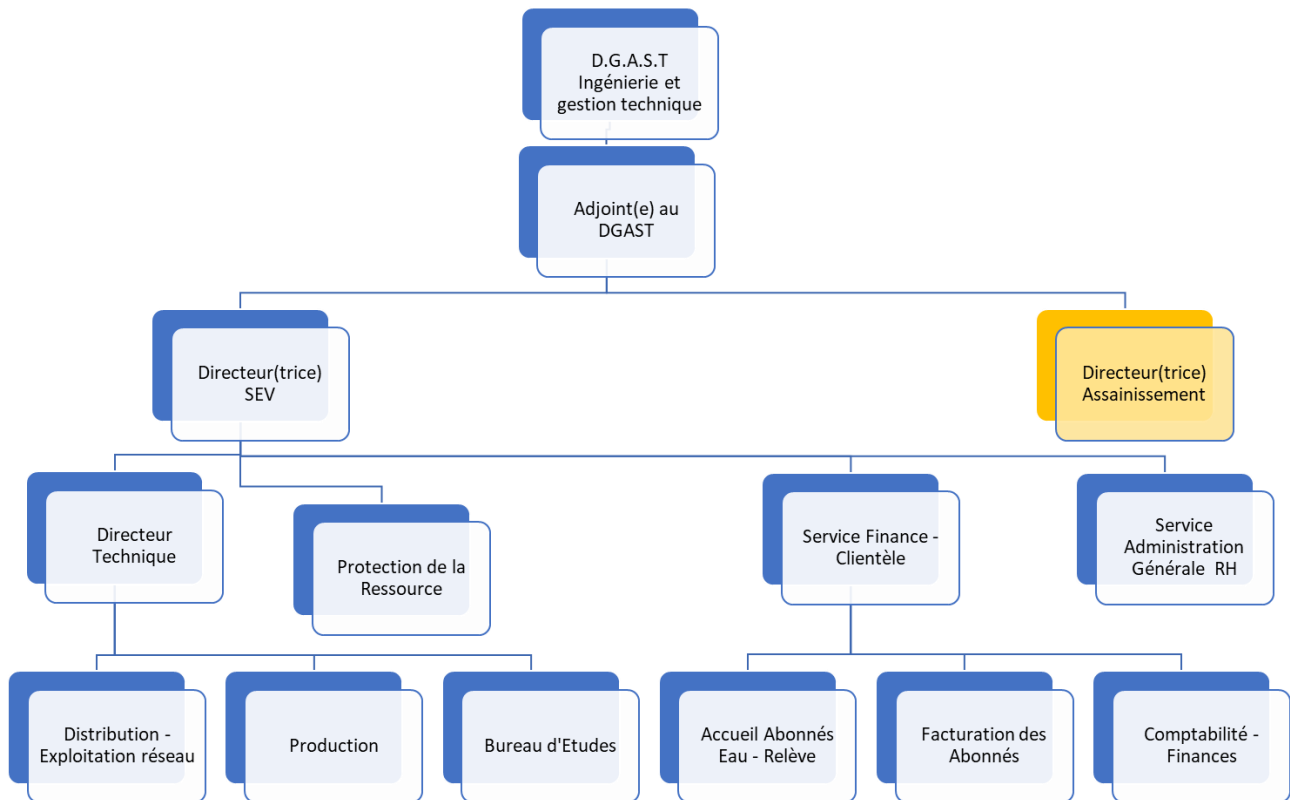 D.G.A.S.T
Ingénierie et
gestion technique
Adjoint(e) au
DGAST
Directeur(trice)
SEV
Directeur(trice)
Assainissement
Directeur
Technique
Protection de la
Ressource
Service Finance -
Clientèle
Service
Administration
Générale RH
Distribution -
Exploitation réseau
Production
Bureau d'Etudes
Accueil Abonnés
Eau - Relève
Facturation des
Abonnés
Comptabilité -
Finances